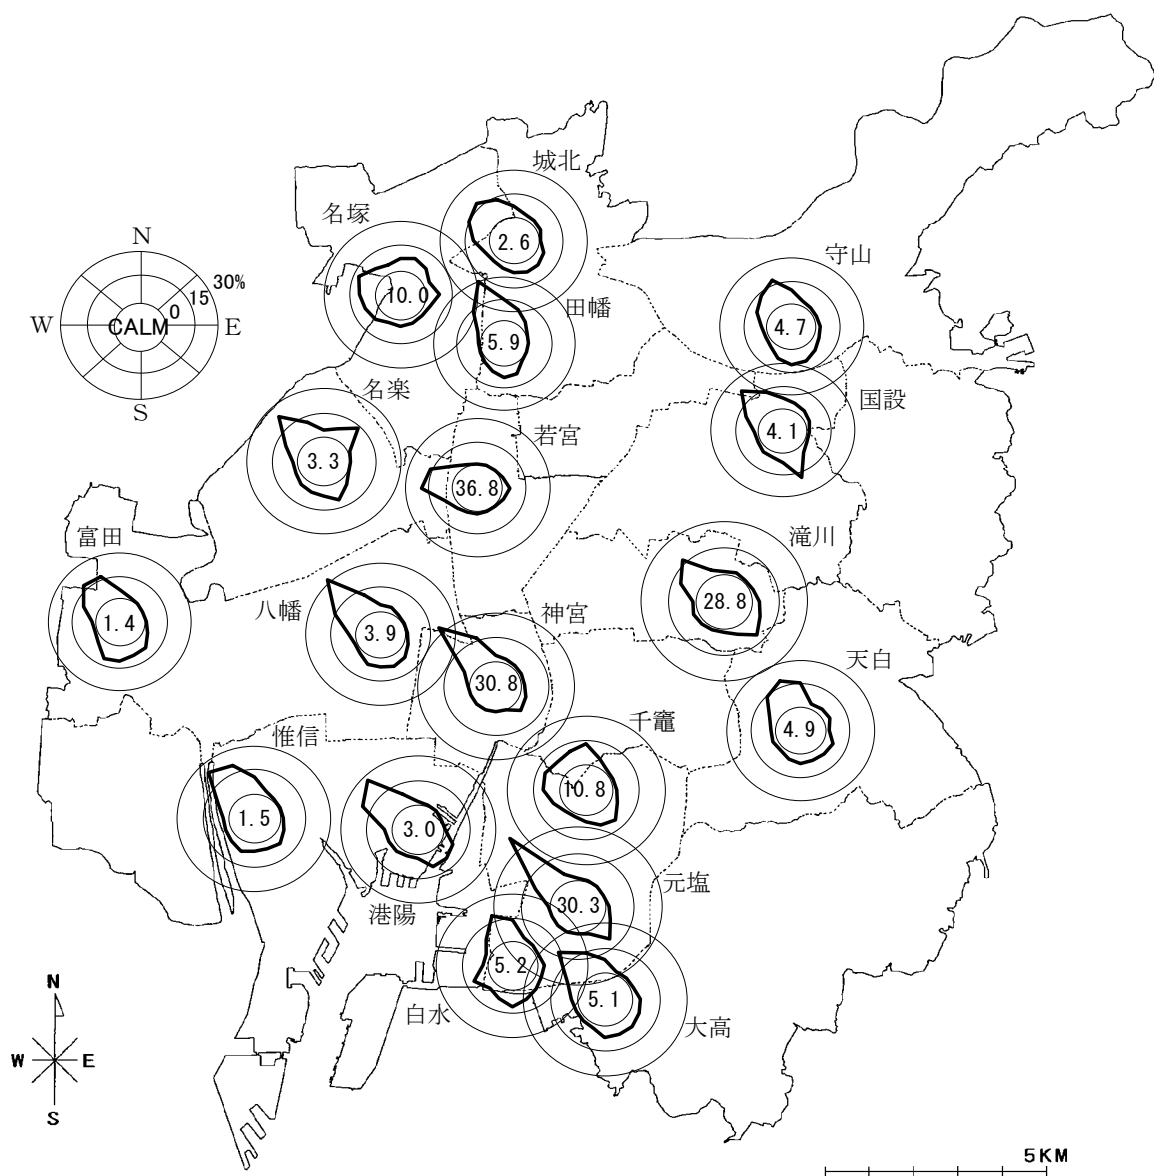 城北
2.6
名塚
10.0
守山
4.7
N
30%
15
0
W
CALM
E
S
田幡
5.9
名楽
3.3
国設
4.1
若宮
36.8
富田
1.4
滝川
28.8
八幡
3.9
神宮
30.8
天白
4.9
惟信
1.5
千竈
10.8
港陽
3.0
元塩
30.3
白水
5.2
大高
5.1
N
W
E
S
5KM